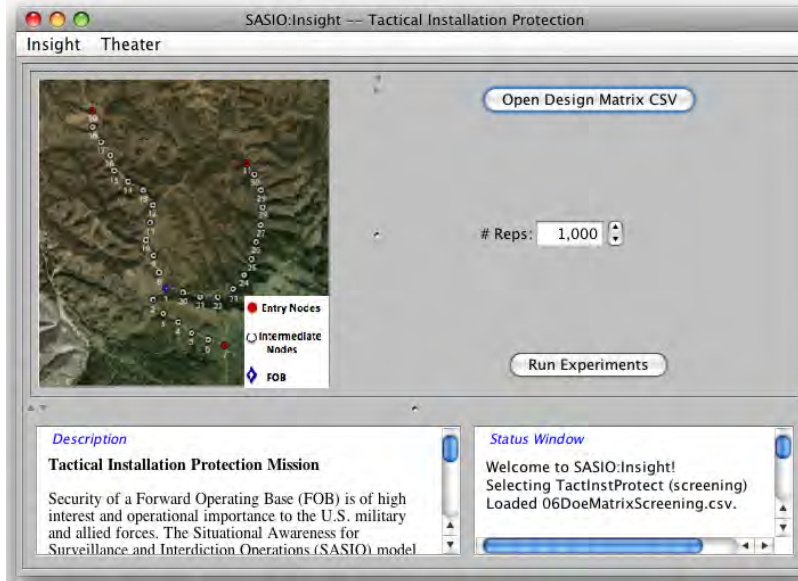 SASIO:Insight -- Tactical Installation Protection
Insight Theater
Open Design Matrix CSV
# Reps: 1,000
Run Experiments
Entry Nodes
Intermediate
Nodes
FOB
Description
Tactical Installation Protection Mission
Security of a Forward Operating Base (FOB) is of high
interest and operational importance to the U.S. military
and allied forces. The Situational Awareness for
Surveillance and Interdiction Operations (SASIO) model
Status Window
Welcome to SASIO:Insight!
Selecting TactInstProtect (screening)
Loaded 06DoeMatrixScreening.csv.